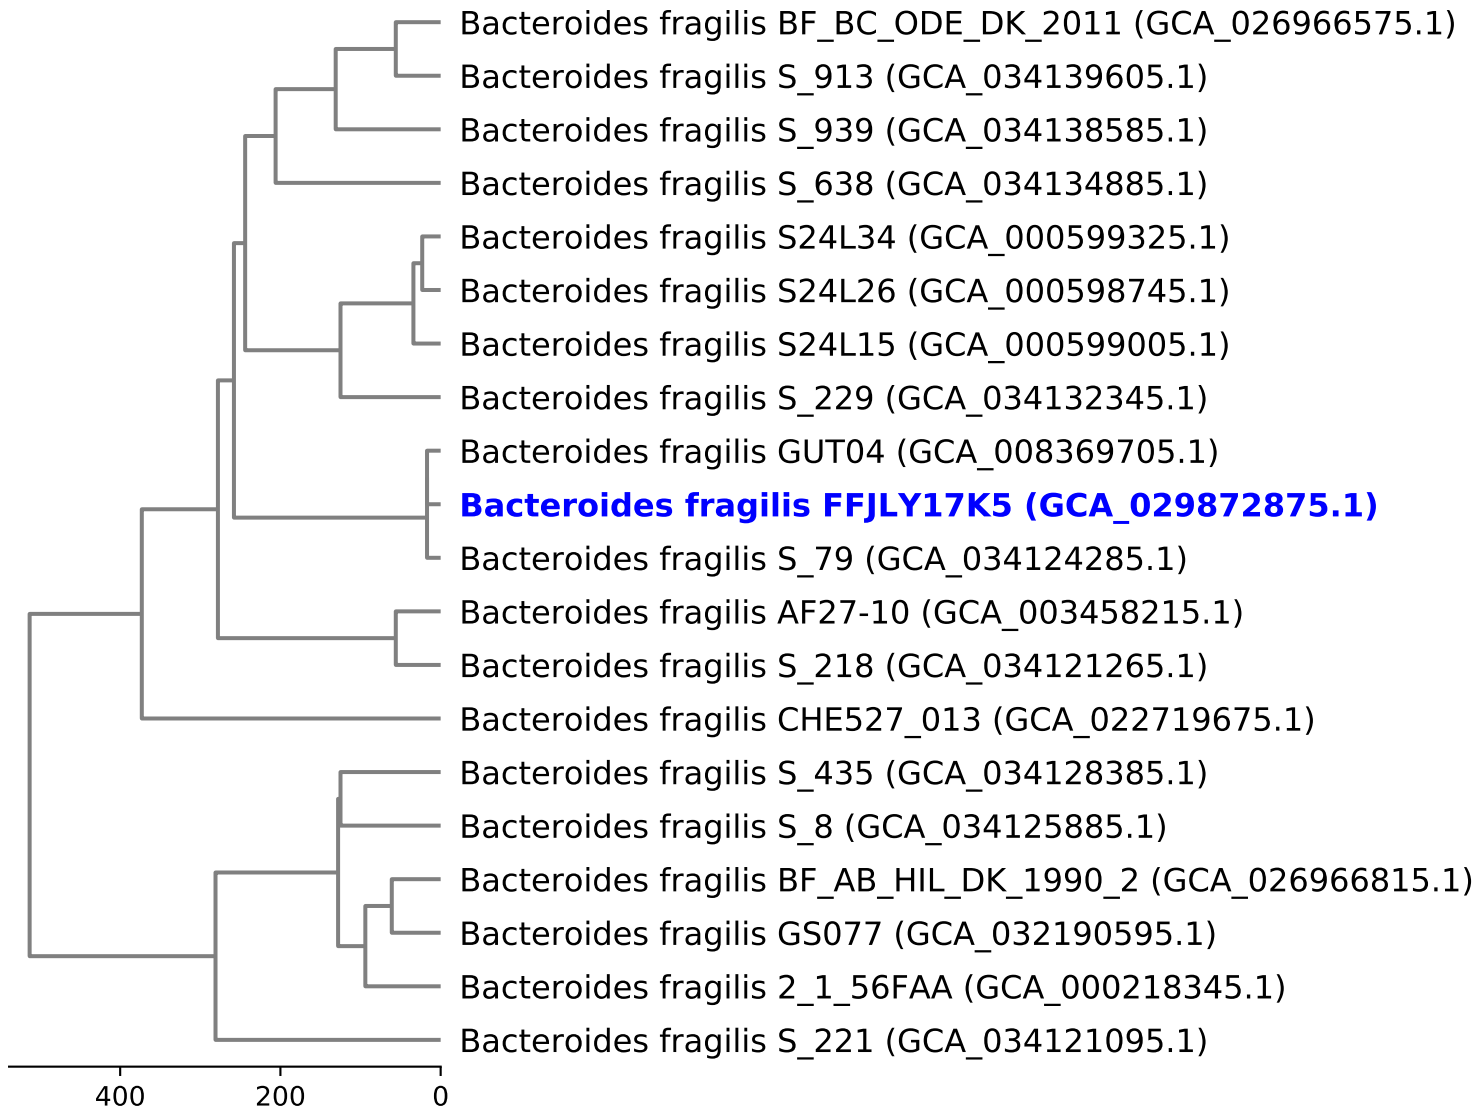 Bacteroides fragilis BF_BC_ODE_DK_2011 (GCA_026966575.1)
Bacteroides fragilis S_913 (GCA_034139605.1)
Bacteroides fragilis S_939 (GCA_034138585.1)
Bacteroides fragilis S_638 (GCA_034134885.1)
Bacteroides fragilis S24L34 (GCA_000599325.1)
Bacteroides fragilis S24L26 (GCA_000598745.1)
Bacteroides fragilis S24L15 (GCA_000599005.1)
Bacteroides fragilis S_229 (GCA_034132345.1)
Bacteroides fragilis GUT04 (GCA_008369705.1)
Bacteroides fragilis FFJLY17K5 (GCA_029872875.1)
Bacteroides fragilis S_79 (GCA_034124285.1)
Bacteroides fragilis AF27-10 (GCA_003458215.1)
Bacteroides fragilis S_218 (GCA_034121265.1)
Bacteroides fragilis CHE527_013 (GCA_022719675.1)
Bacteroides fragilis S_435 (GCA_034128385.1)
Bacteroides fragilis S_8 (GCA_034125885.1)
Bacteroides fragilis BF_AB_HIL_DK_1990_2 (GCA_026966815.1)
Bacteroides fragilis GS077 (GCA_032190595.1)
Bacteroides fragilis 2_1_56FAA (GCA_000218345.1)
Bacteroides fragilis S_221 (GCA_034121095.1)
400 200 0